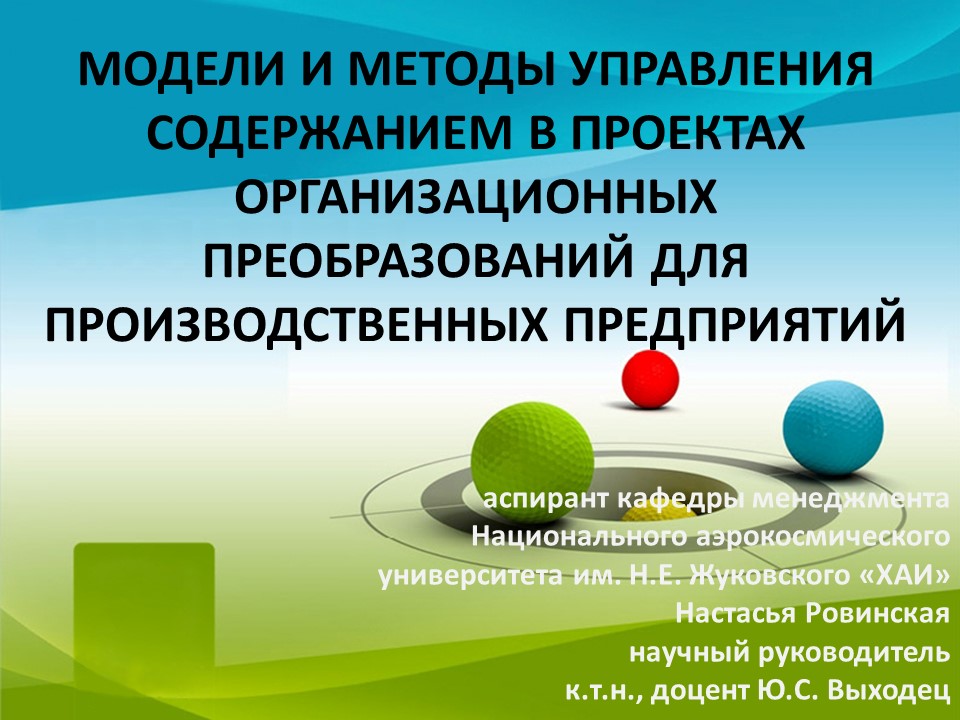 МОДЕЛИ И МЕТОДЫ УПРАВЛЕНИЯ
СОДЕРЖАНИЕМ В ПРОЕКТАХ
ОРГАНИЗАЦИОННЫХ
ПРЕОБРАЗОВАНИЙ ДЛЯ
ПРОИЗВОДСТВЕННЫХ ПРЕДПРИЯТИЙ
аспирант кафедры менеджмента
Национального аэрокосмического
университета им. Н.Е. Жуковского «ХАИ»
Настасья Ровинская
научный руководитель
к.т.н., доцент Ю.С. Выходец